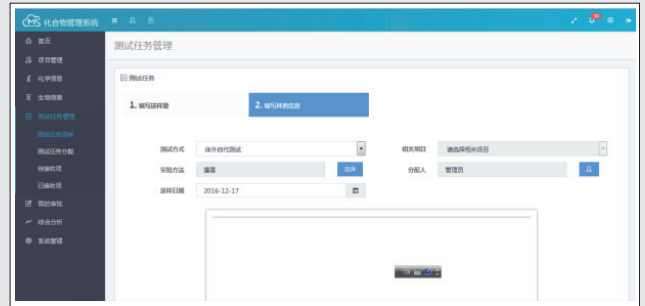 CMS 化合物管理系统
首页
项目管理
化学信息
生物信息
测试任务管理
测试任务送样
测试任务分配
待接收项
已接收项
我的审批
综合分析
系统管理
测试任务管理
测试任务
1. 填写送样量
2. 填写其他信息
测试方式
体外药代测试
相关项目
请选择相关项目
实验方法
选择
分配人
管理员
送样日期
2016-12-17